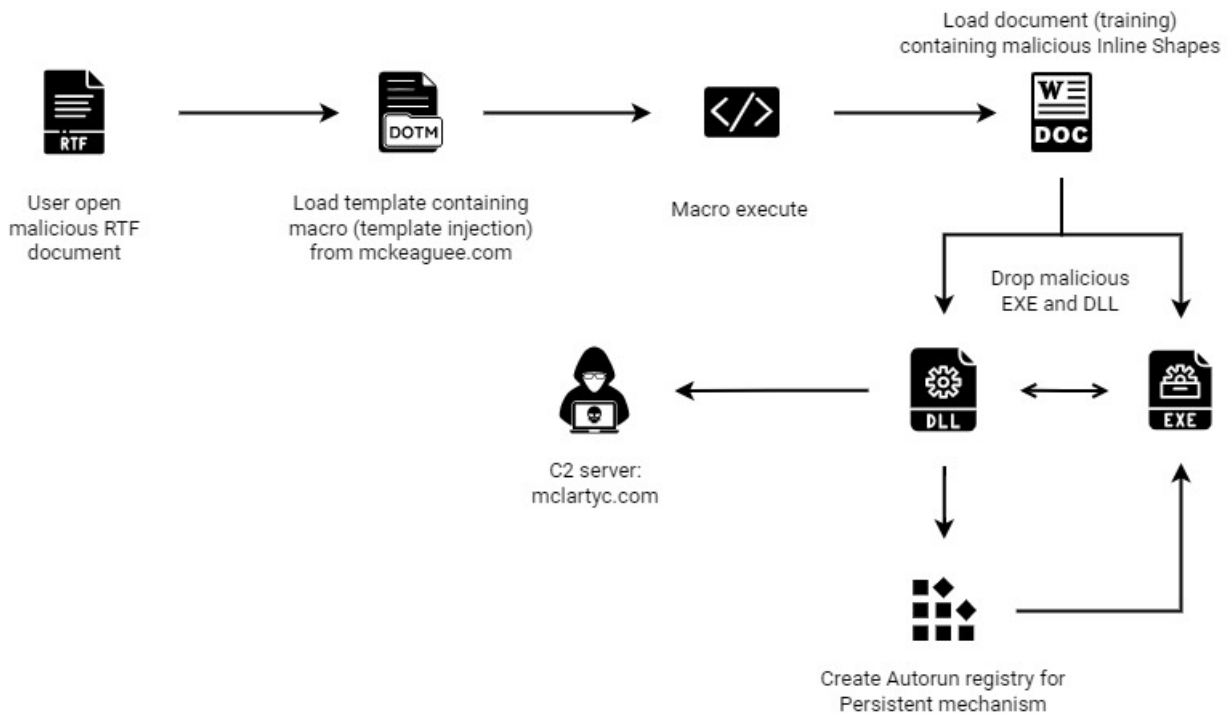 Load document (training)
containing malicious Inline Shapes
RTF
DOTM
</>
W
DOC
User open
malicious RTF
document
Load template containing
macro (template injection)
from mckeaguee.com
Macro execute
Drop malicious
EXE and DLL
DLL
EXE
C2 server:
mclartyc.com
Create Autorun registry for
Persistent mechanism